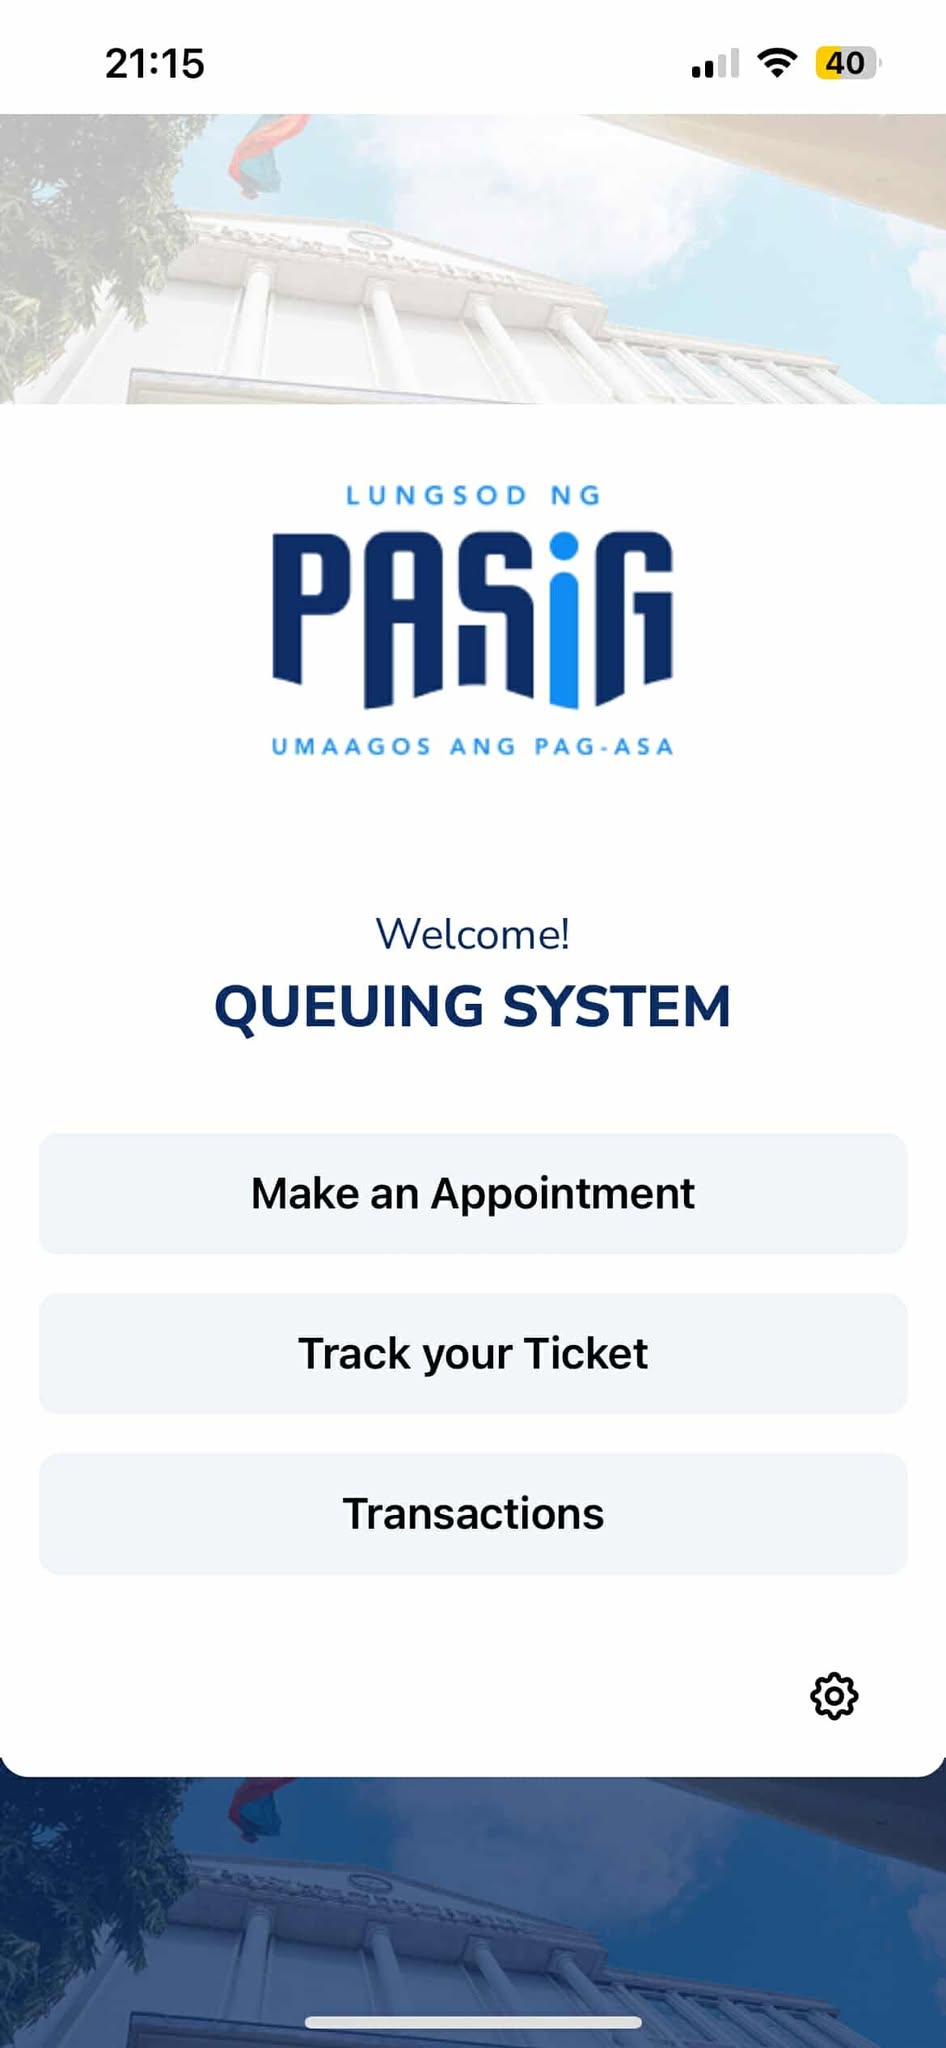 21:15
40
LUNGSOD NG
PASiG
UMAAGOS ANG PAG-ASA
Welcome!
QUEUING SYSTEM
Make an Appointment
Track your Ticket
Transactions